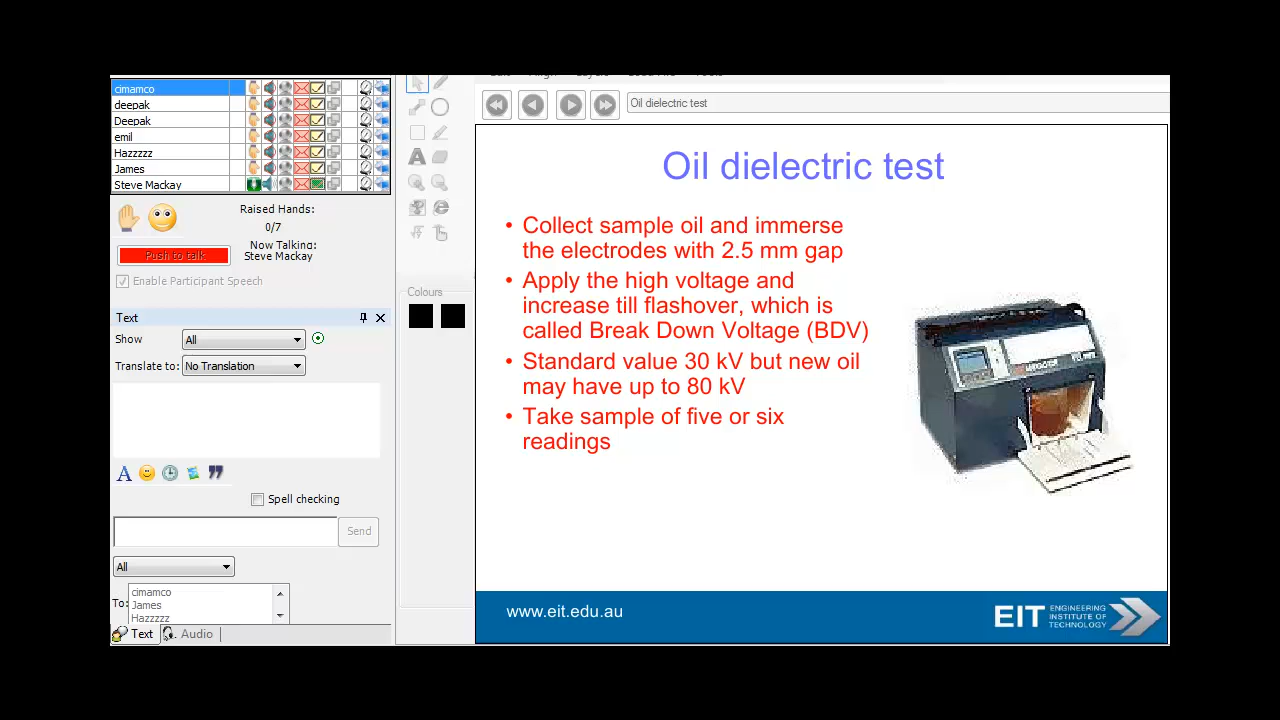 cimamco
deepak
Deepak
emil
Hazzzzz
James
Steve Mackay
Raised Hands:
0/7
Now Talking:
Steve Mackay
Push to talk
Enable Participant Speech
Text
Show
All
Translate to:
No Translation
A
Spell checking
Send
All
To:
cimamco
James
Hazzzzz
Text
Audio
A
Colours
Oil dielectric test
Oil dielectric test
• Collect sample oil and immerse
the electrodes with 2.5 mm gap
• Apply the high voltage and
increase till flashover, which is
called Break Down Voltage (BDV)
• Standard value 30 kV but new oil
may have up to 80 kV
• Take sample of five or six
readings
www.eit.edu.au
EIT
ENGINEERING
INSTITUTE OF
TECHNOLOGY